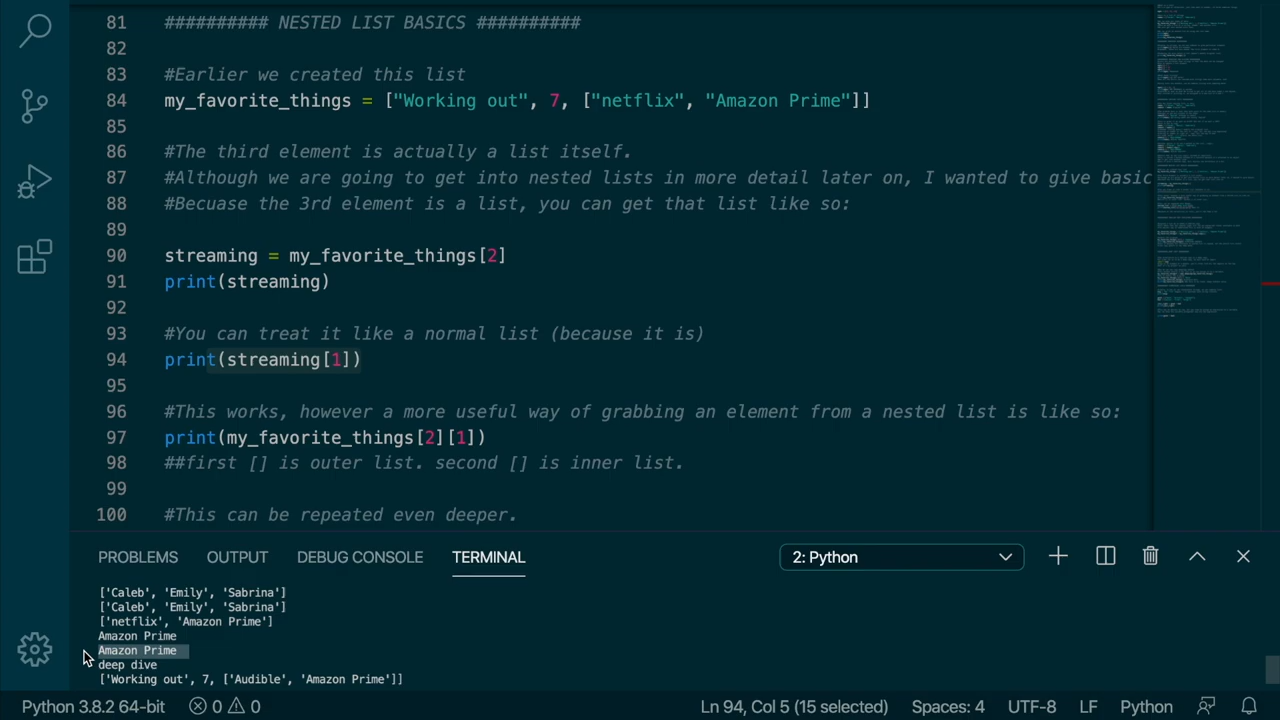 81 ########## NESTED LIST BASICS ##########
82
83 #Earlier we created this list
84 my_favorite_things = ["Working out", 7, ["netflix", "Amazon Prime"]]
85
86 #The third element is actually a list itself.
87 #Although we are going to get to nested lists in more detail later on, I wanted to give basic
88 #Because the third element is a list, you can grab that list like so:
89
90 streaming = my_favorite_things[2]
91 print(streaming)
92
93 #You can treat it like a normal list (because it is)
94 print(streaming[1])
95
96 #This works, however a more useful way of grabbing an element from a nested list is like so:
97 print(my_favorite_things[2][1])
98 ##first [] is outer list. second [] is inner list.
99
100 #This can be repeated even deeper.
PROBLEMS OUTPUT DEBUG CONSOLE TERMINAL 2: Python
['Caleb', 'Emily', 'Sabrina']
['Caleb', 'Emily', 'Sabrina']
['netflix', 'Amazon Prime']
Amazon Prime
Amazon Prime
deep dive
['Working out', 7, ['Audible', 'Amazon Prime']]
Python 3.8.2 64-bit 0 0 Ln 94, Col 5 (15 selected) Spaces: 4 UTF-8 LF Python